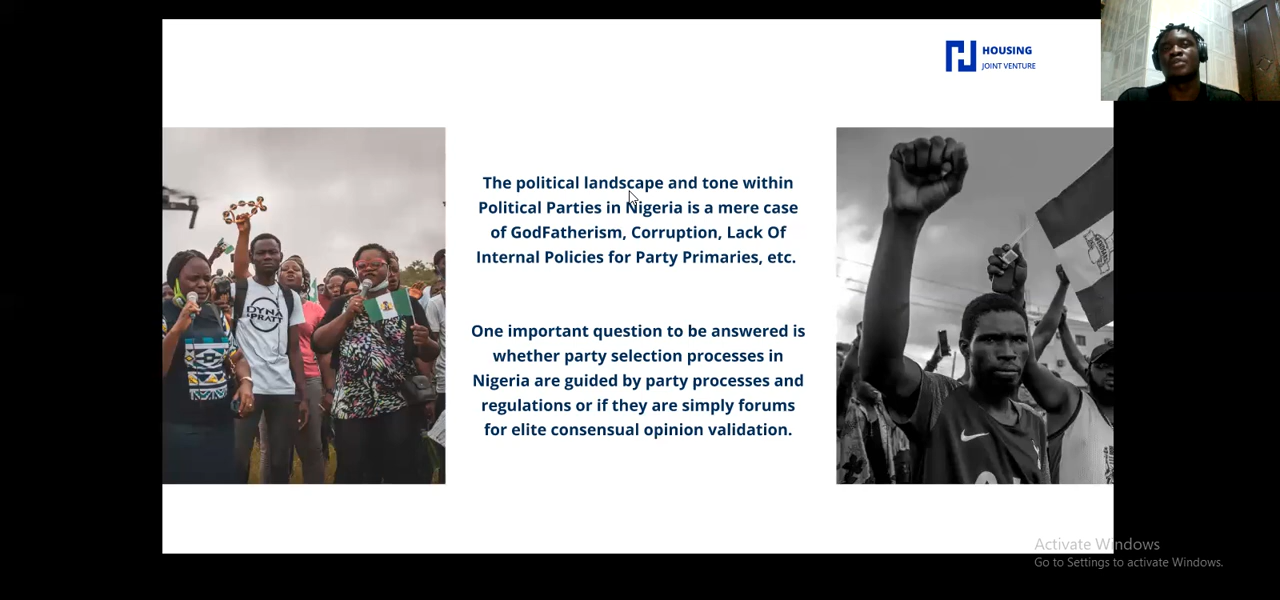 HOUSING
JOINT VENTURE
The political landscape and tone within
Political Parties in Nigeria is a mere case
of GodFatherism, Corruption, Lack Of
Internal Policies for Party Primaries, etc.
One important question to be answered is
whether party selection processes in
Nigeria are guided by party processes and
regulations or if they are simply forums
for elite consensual opinion validation.
DYNA
PRATT
Activate Windows
Go to Settings to activate Windows.